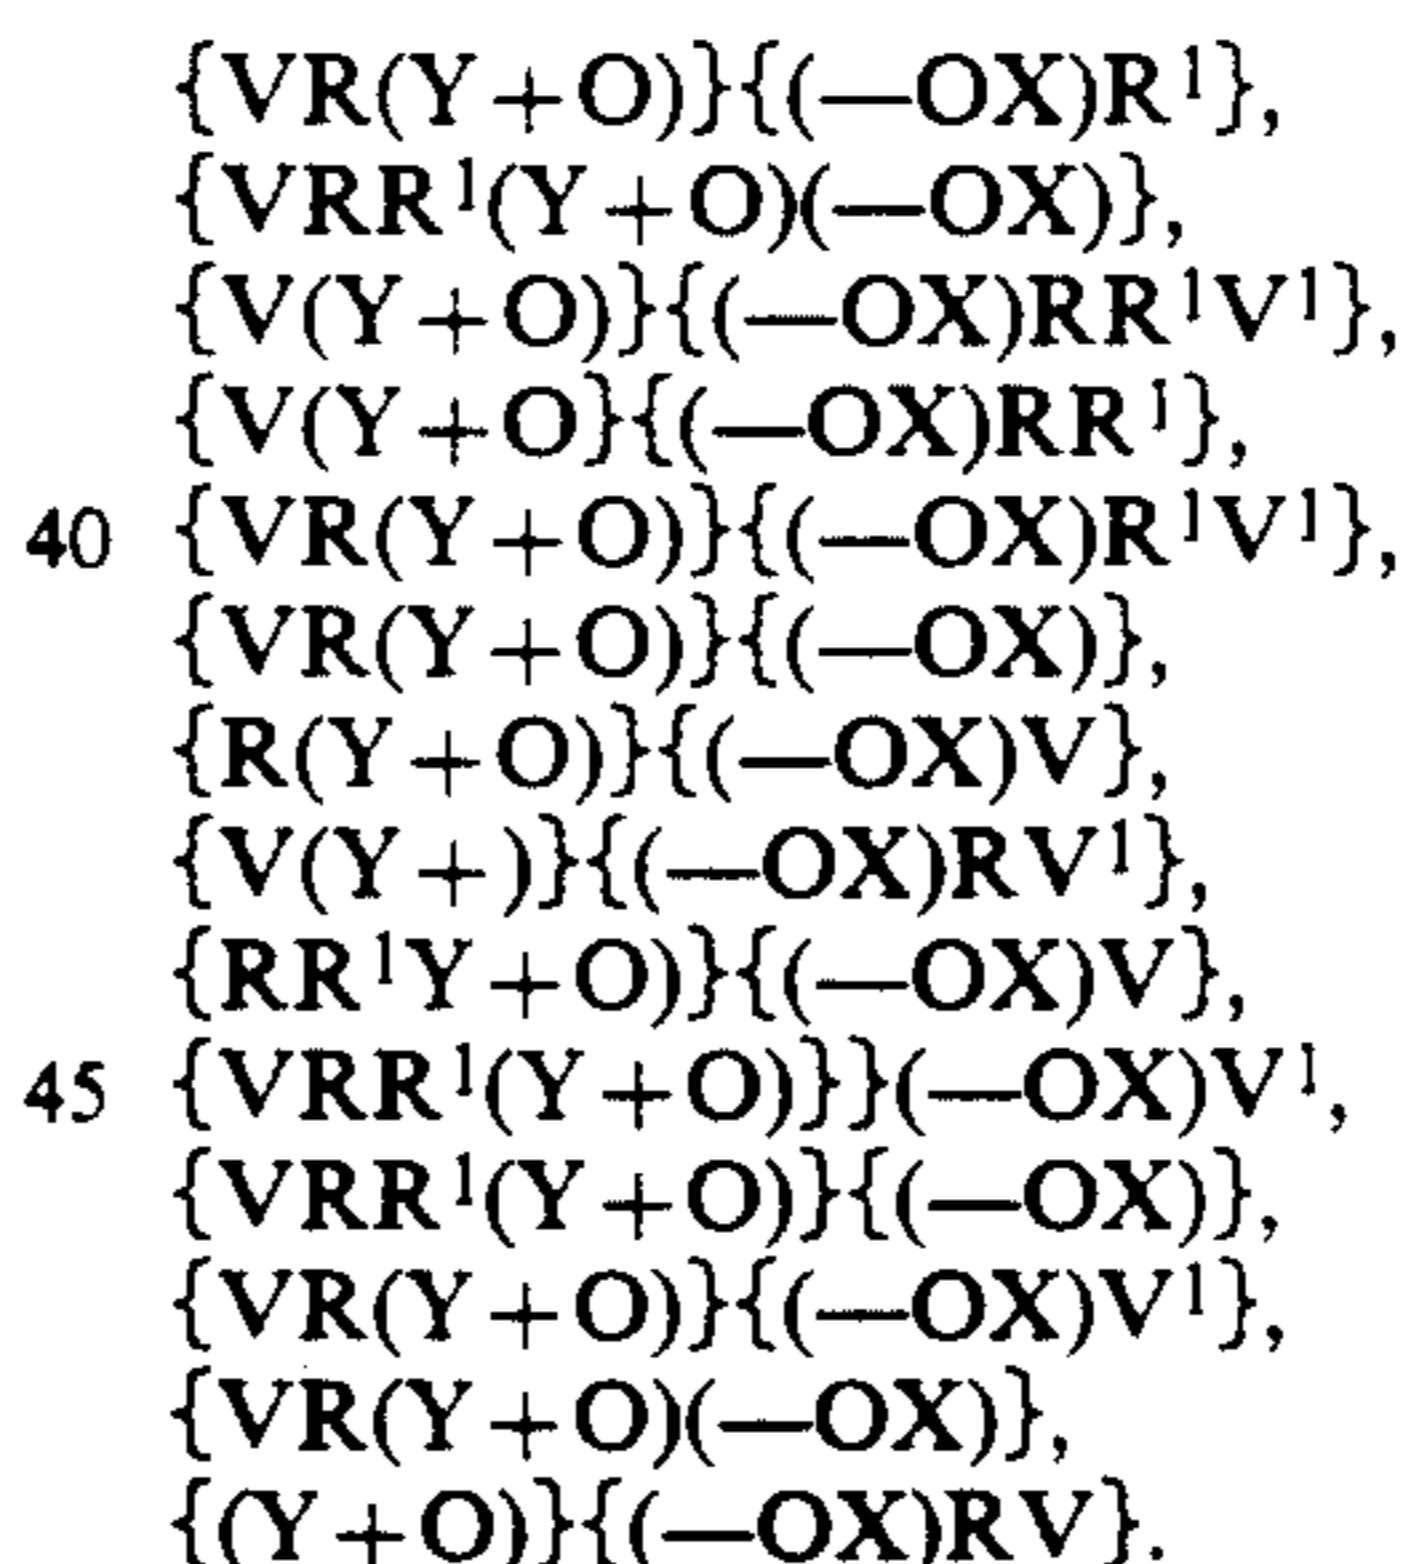 {VR(Y+O)}{(—OX)R¹},
{VRR¹(Y+O)(—OX)},
{V(Y+O)}{(—OX)RR¹V¹},
{V(Y+O}{(—OX)RR¹},
40 {VR(Y+O)}{(—OX)R¹V¹},
{VR(Y+O)}{(—OX)},
{R(Y+O)}{(—OX)V},
{V(Y+)}{(—OX)RV¹},
{RR¹Y+O)}{(—OX)V},
45 {VRR¹(Y+O)}}(—OX)V¹,
{VRR¹(Y+O)}{(—OX)},
{VR(Y+O)}{(—OX)V¹},
{VR(Y+O)(—OX)},
{(Y+O)}{(—OX)RV}.